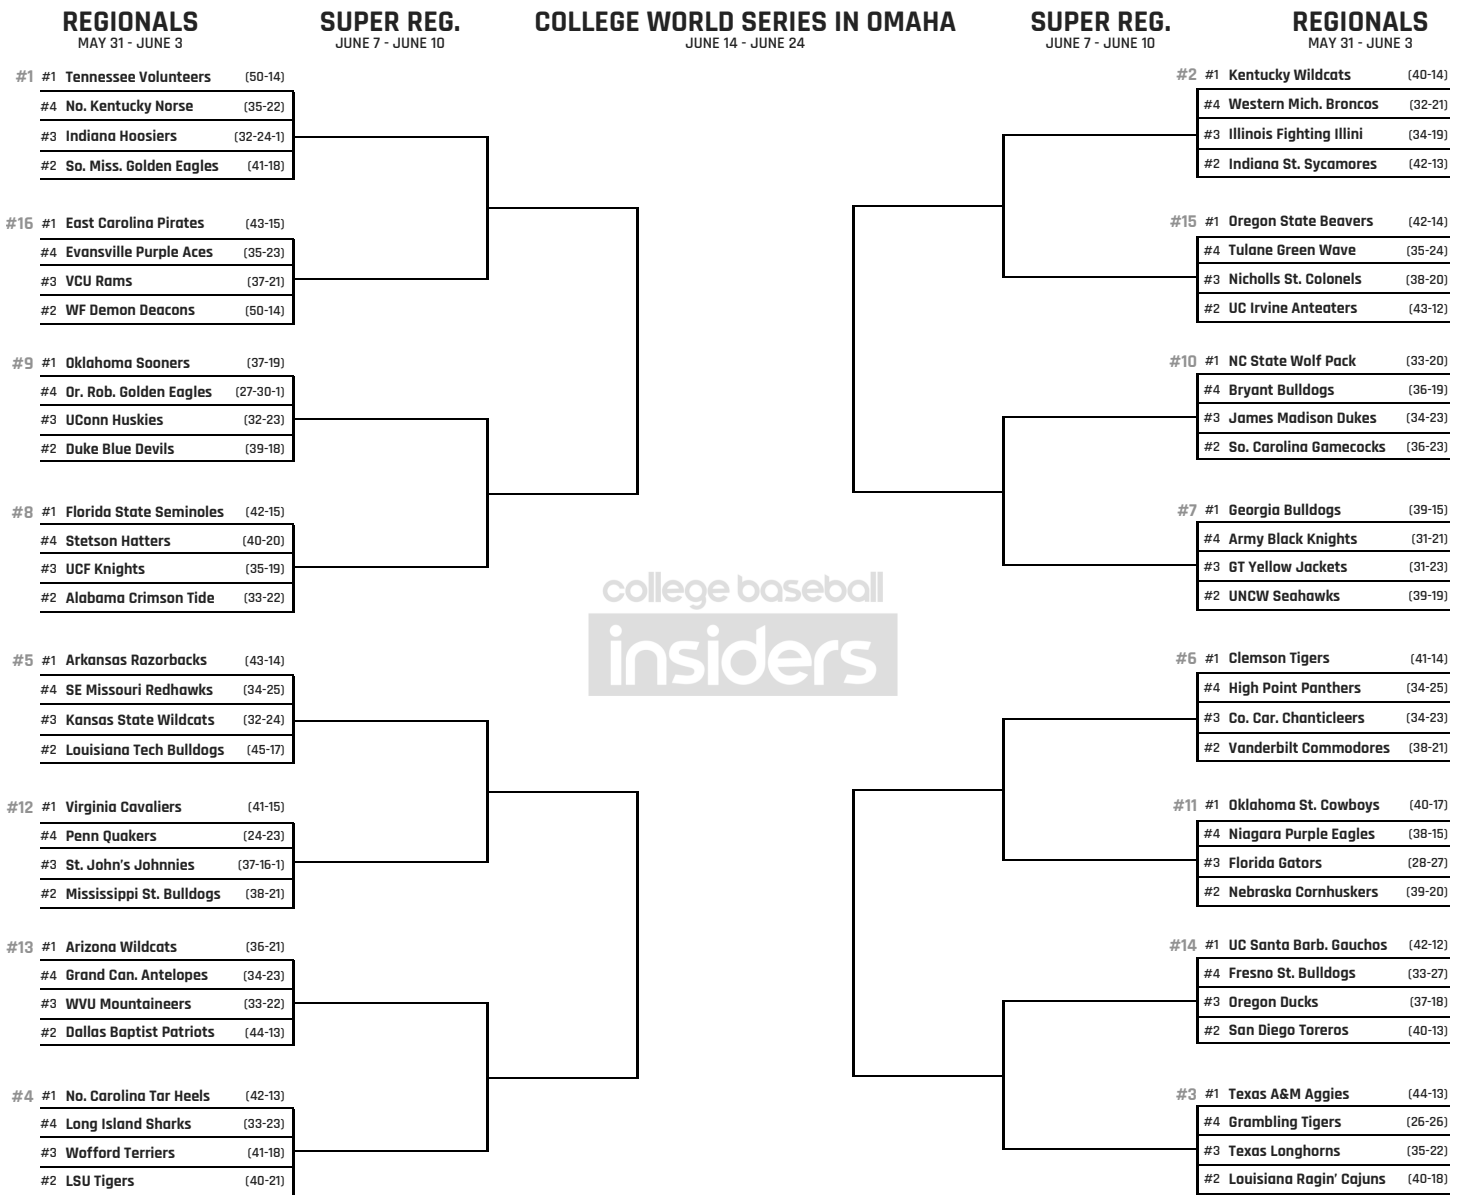 REGIONALS
MAY 31 - JUNE 3
SUPER REG.
JUNE 7 - JUNE 10
COLLEGE WORLD SERIES IN OMAHA
JUNE 14 - JUNE 24
SUPER REG.
JUNE 7 - JUNE 10
REGIONALS
MAY 31 - JUNE 3
#1 #1 Tennessee Volunteers (50-14)
#4 No. Kentucky Norse (35-22)
#3 Indiana Hoosiers (32-24-1)
#2 So. Miss. Golden Eagles (41-18)
#16 #1 East Carolina Pirates (43-15)
#4 Evansville Purple Aces (35-23)
#3 VCU Rams (37-21)
#2 WF Demon Deacons (50-14)
#9 #1 Oklahoma Sooners (37-19)
#4 Or. Rob. Golden Eagles (27-30-1)
#3 UConn Huskies (32-23)
#2 Duke Blue Devils (39-18)
#8 #1 Florida State Seminoles (42-15)
#4 Stetson Hatters (40-20)
#3 UCF Knights (35-19)
#2 Alabama Crimson Tide (33-22)
#5 #1 Arkansas Razorbacks (43-14)
#4 SE Missouri Redhawks (34-25)
#3 Kansas State Wildcats (32-24)
#2 Louisiana Tech Bulldogs (45-17)
#12 #1 Virginia Cavaliers (41-15)
#4 Penn Quakers (24-23)
#3 St. John's Johnnies (37-16-1)
#2 Mississippi St. Bulldogs (38-21)
#13 #1 Arizona Wildcats (36-21)
#4 Grand Can. Antelopes (34-23)
#3 WVU Mountaineers (33-22)
#2 Dallas Baptist Patriots (44-13)
#4 #1 No. Carolina Tar Heels (42-13)
#4 Long Island Sharks (33-23)
#3 Wofford Terriers (41-18)
#2 LSU Tigers (40-21)
college baseball
insiders
#2 #1 Kentucky Wildcats (40-14)
#4 Western Mich. Broncos (32-21)
#3 Illinois Fighting Illini (34-19)
#2 Indiana St. Sycamores (42-13)
#15 #1 Oregon State Beavers (42-14)
#4 Tulane Green Wave (35-24)
#3 Nicholls St. Colonels (38-20)
#2 UC Irvine Anteaters (43-12)
#10 #1 NC State Wolf Pack (33-20)
#4 Bryant Bulldogs (36-19)
#3 James Madison Dukes (34-23)
#2 So. Carolina Gamecocks (36-23)
#7 #1 Georgia Bulldogs (39-15)
#4 Army Black Knights (31-21)
#3 GT Yellow Jackets (31-23)
#2 UNCW Seahawks (39-19)
#6 #1 Clemson Tigers (41-14)
#4 High Point Panthers (34-25)
#3 Co. Car. Chanticleers (34-23)
#2 Vanderbilt Commodores (38-21)
#11 #1 Oklahoma St. Cowboys (40-17)
#4 Niagara Purple Eagles (38-15)
#3 Florida Gators (28-27)
#2 Nebraska Cornhuskers (39-20)
#14 #1 UC Santa Barb. Gauchos (42-12)
#4 Fresno St. Bulldogs (33-27)
#3 Oregon Ducks (37-18)
#2 San Diego Toreros (40-13)
#3 #1 Texas A&M Aggies (44-13)
#4 Grambling Tigers (26-26)
#3 Texas Longhorns (35-22)
#2 Louisiana Ragin' Cajuns (40-18)